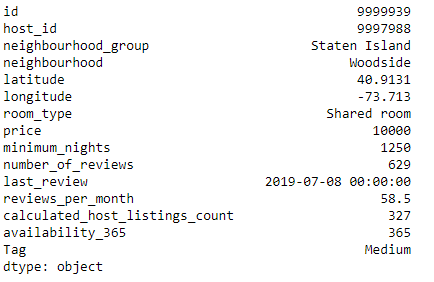 id 9999939
host_id 9997988
neighbourhood_group Staten Island
neighbourhood Woodside
latitude 40.9131
longitude -73.713
room_type Shared room
price 10000
minimum_nights 1250
number_of_reviews 629
last_review 2019-07-08 00:00:00
reviews_per_month 58.5
calculated_host_listings_count 327
availability_365 365
Tag Medium
dtype: object